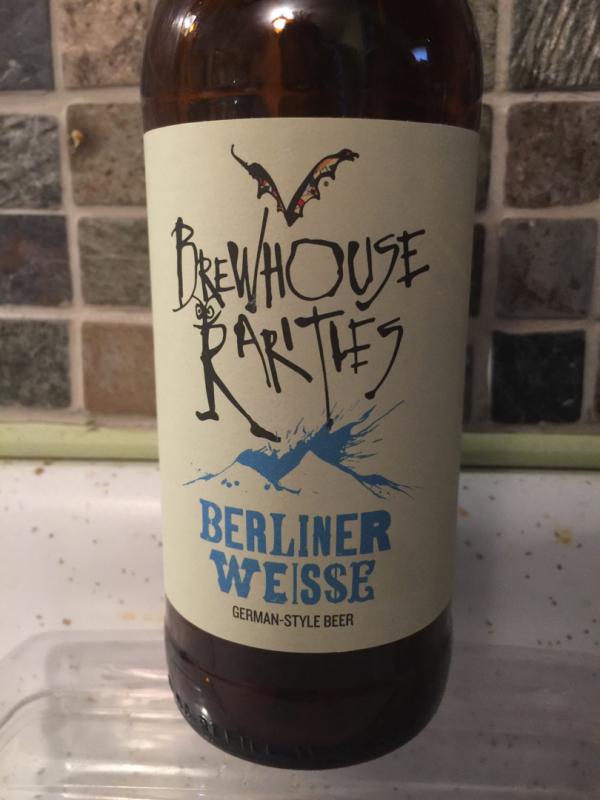 BREWHOUSE
RARITIES
BERLINER
WEISSE
GERMAN-STYLE BEER